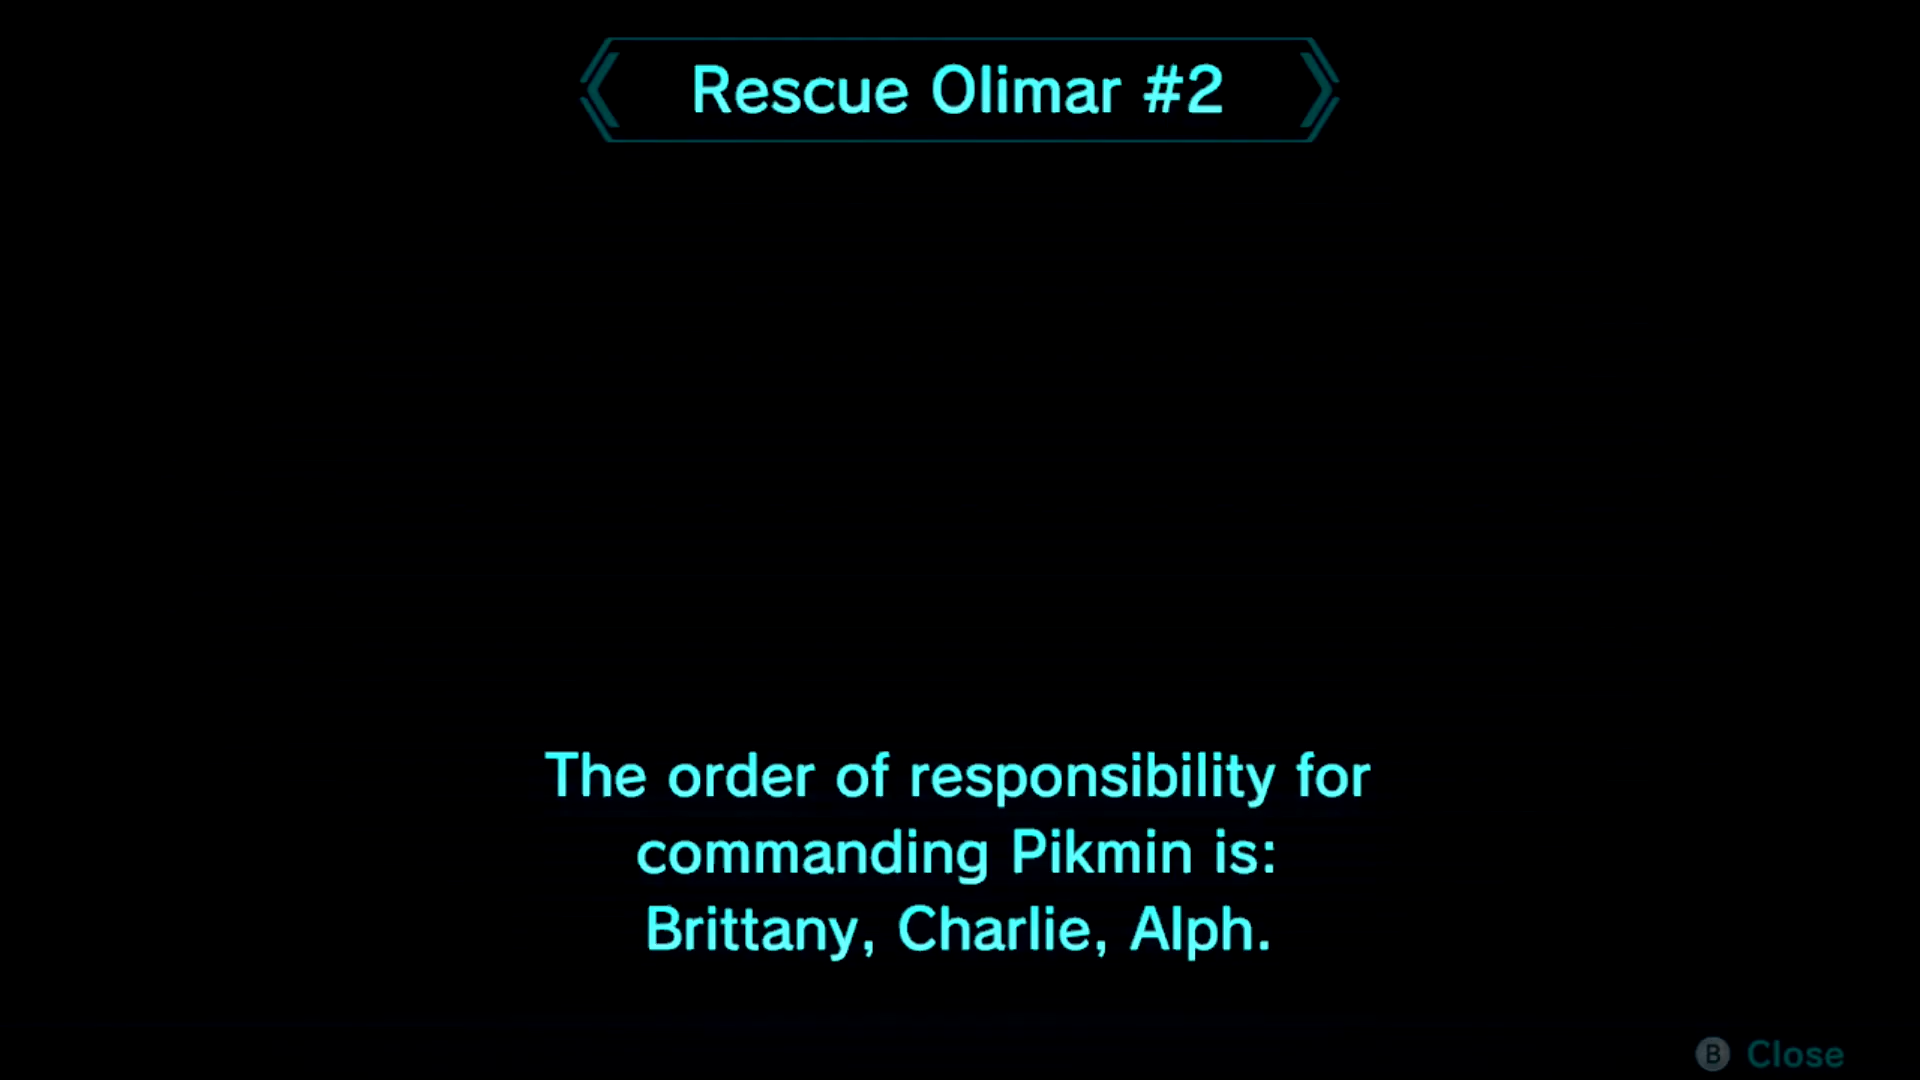 Rescue Olimar #2
The order of responsibility for
commanding Pikmin is:
Brittany, Charlie, Alph.
B Close